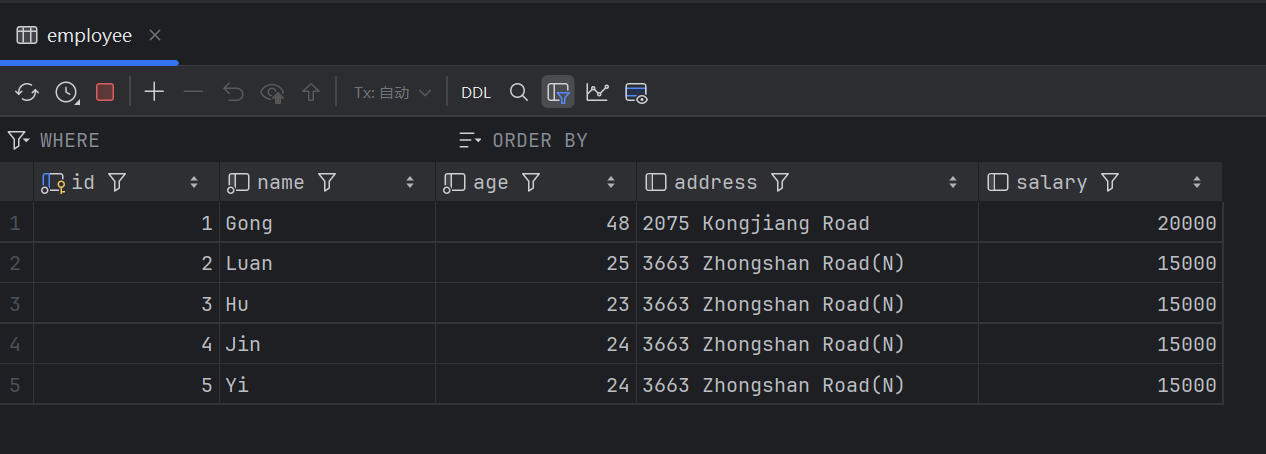 employee
Tx: 自动 DDL
WHERE ORDER BY
id name age address salary
1 1 Gong 48 2075 Kongjiang Road 20000
2 2 Luan 25 3663 Zhongshan Road(N) 15000
3 3 Hu 23 3663 Zhongshan Road(N) 15000
4 4 Jin 24 3663 Zhongshan Road(N) 15000
5 5 Yi 24 3663 Zhongshan Road(N) 15000